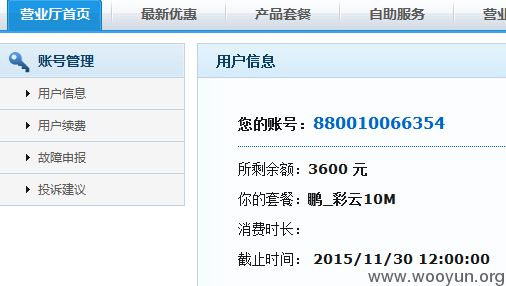 营业厅首页 最新优惠 产品套餐 自助服务 营业
账号管理
用户信息
用户续费
故障申报
投诉建议
用户信息
您的账号：880010066354
所剩余额：3600 元
你的套餐：鹏_彩云10M
消费时长：
截止时间： 2015/11/30 12:00:00
www.wooyun.org